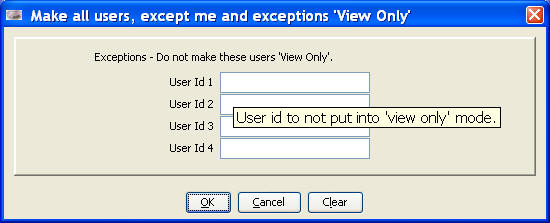 Make all users, except me and exceptions 'View Only'
Exceptions - Do not make these users 'View Only'.
User Id 1
User Id 2
User id to not put into 'view only' mode.
User Id 3
User Id 4
OK Cancel Clear